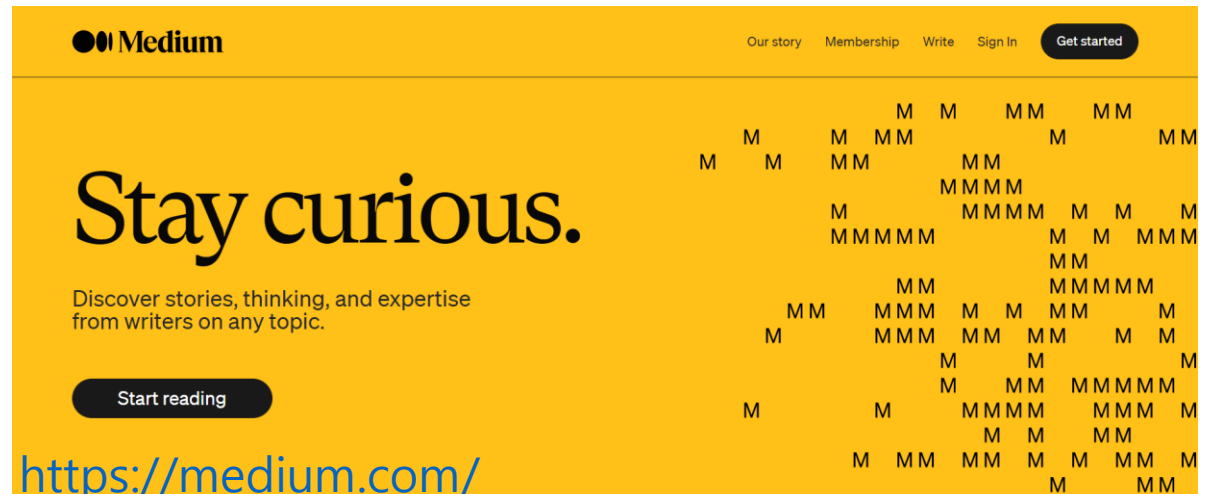 Medium
Our story Membership Write Sign In Get started
M M M M M M
M M M M M M M
M M M M M M
M M M M
Stay curious.
M M M M M M M M
M M M M M M M M M M
M M
Discover stories, thinking, and expertise
M M M M M M M
from writers on any topic.
M M M M M M M M M M
M M M M M M M M M M
M M M
M M M M M M M M
Start reading
M M M M M M M M M M
M M M M
M M M M M M M M M M
https://medium.com/
M M M